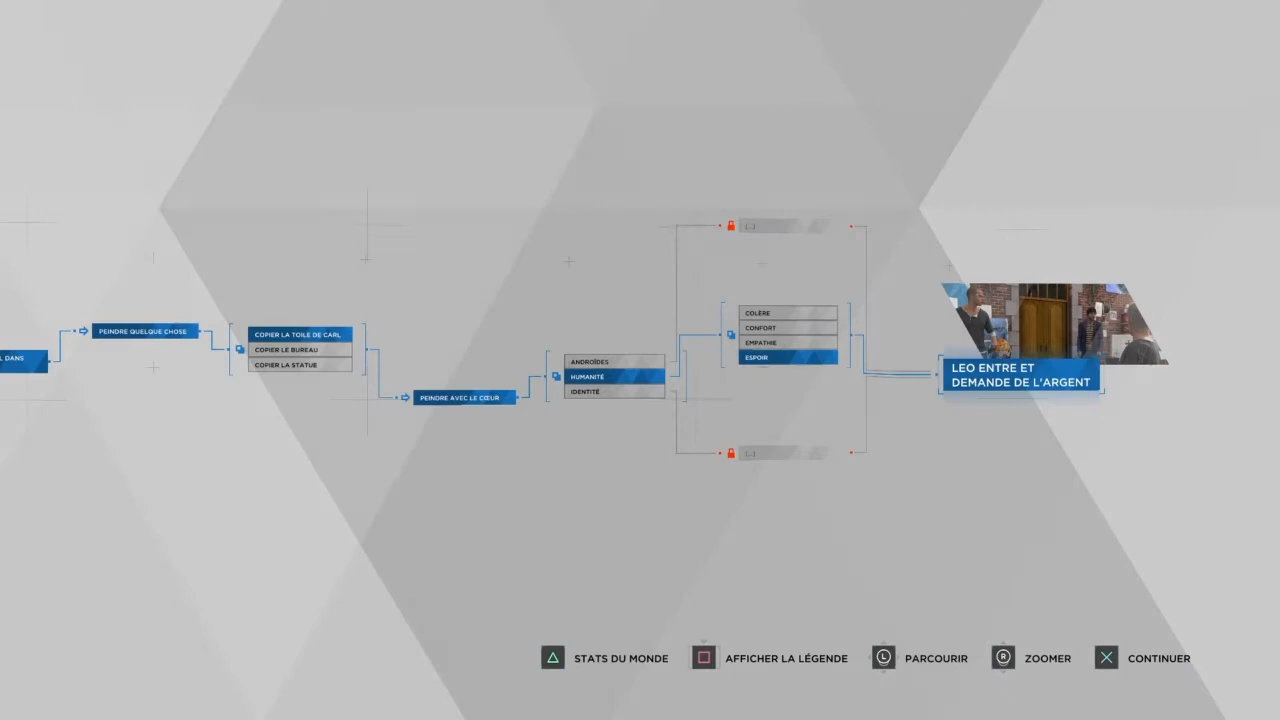 L DANS
PEINDRE QUELQUE CHOSE
COPIER LA TOILE DE CARL
COPIER LE BUREAU
COPIER LA STATUE
PEINDRE AVEC LE CŒUR
ANDROÏDES
HUMANITÉ
IDENTITÉ
[...]
COLÈRE
CONFORT
EMPATHIE
ESPOIR
[...]
LEO ENTRE ET
DEMANDE DE L'ARGENT
STATS DU MONDE
AFFICHER LA LÉGENDE
L
PARCOURIR
R
ZOOMER
CONTINUER